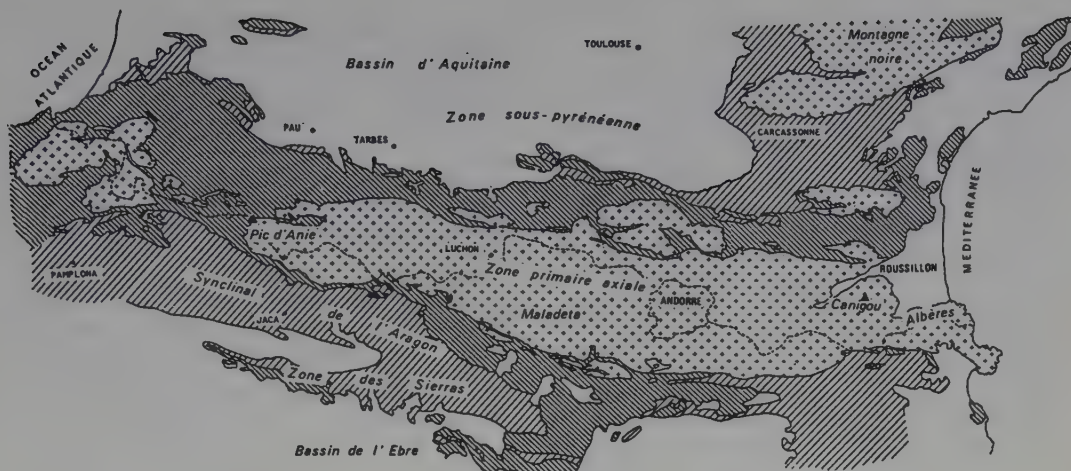 OCEAN
ATLANTIQUE
TOULOUSE
Montagne
noire
Bassin d'Aquitaine
Zone sous-pyrénéenne
PAU
TARBES
CARCASSONNE
MEDITERRANÉE
Pic d'Anie
LUCHON
Zone primaire axiale
ROUSSILLON
PAMPLONA
Synclinal
de
l'Aragon
JACA
Maladeta
ANDORRE
Canigou
Albères
Zone des Sierras
Bassin de l'Ebre